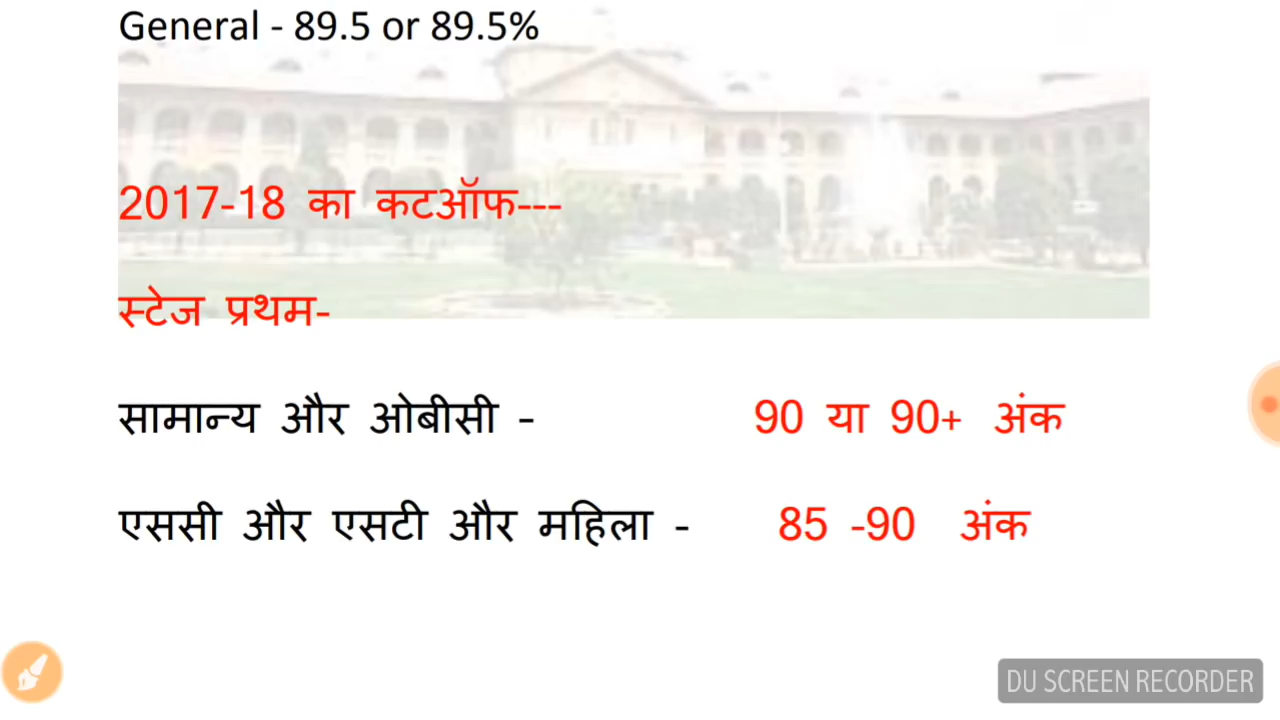 General - 89.5 or 89.5%
2017-18 का कटऑफ---
स्टेज प्रथम-
सामान्य और ओबीसी - 90 या 90+ अंक
एससी और एसटी और महिला - 85 -90 अंक
DU SCREEN RECORDER